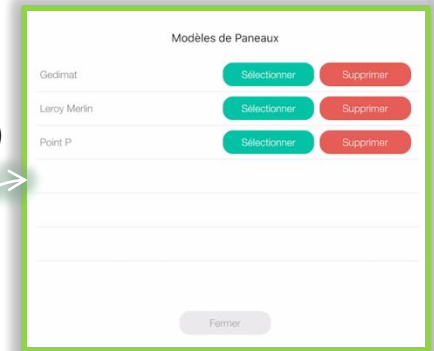 Modèles de Paneaux
Gedimat Sélectionner Supprimer
Leroy Merlin Sélectionner Supprimer
Point P Sélectionner Supprimer
Fermer